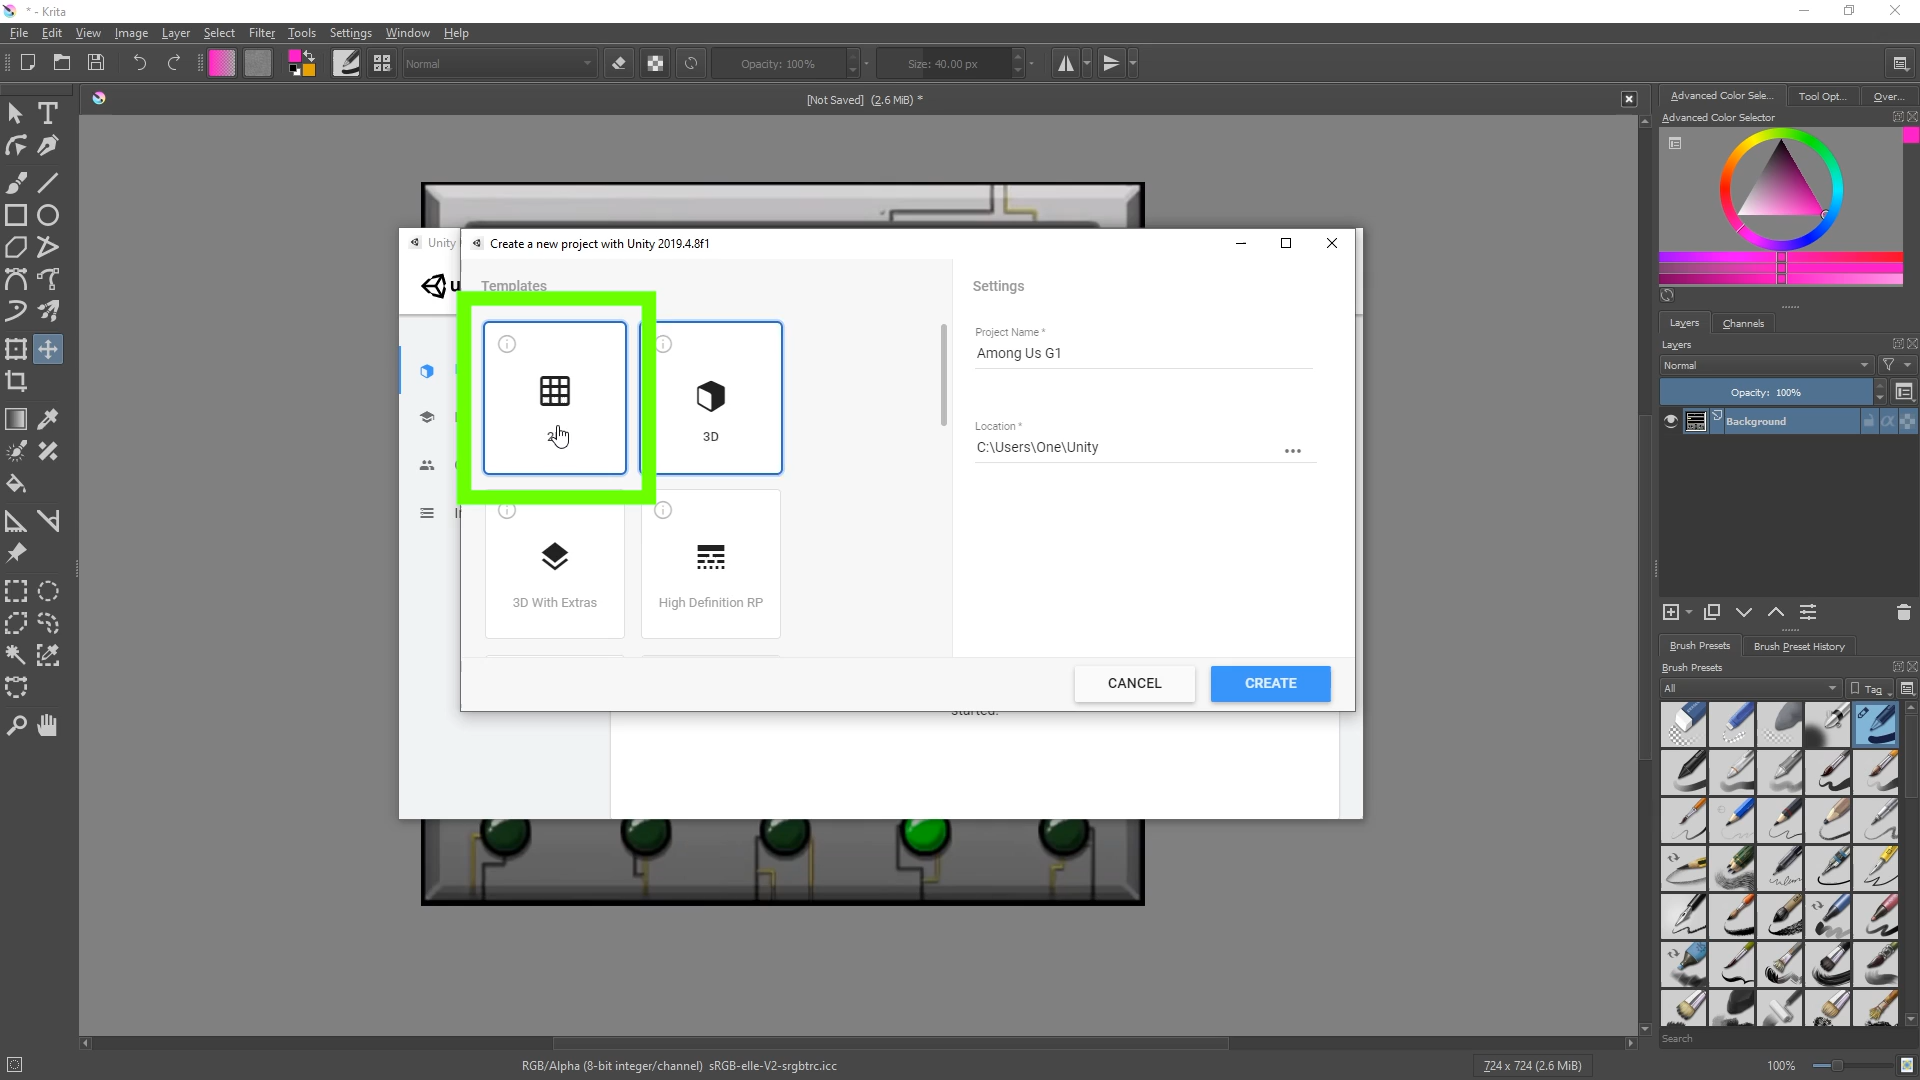 * - Krita
File Edit View Image Layer Select Filter Tools Settings Window Help
Normal
Opacity: 100%
Size: 40.00 px
[Not Saved] (2.6 MiB) *
Advanced Color Sele... Tool Opt... Over...
Advanced Color Selector
Unity
Create a new project with Unity 2019.4.8f1
Templates
3D
3D With Extras
High Definition RP
Settings
Project Name *
Among Us G1
Location *
C:\Users\One\Unity
•••
CANCEL
CREATE
started.
Layers Channels
Layers
Normal
Opacity: 100%
Background
Brush Presets Brush Preset History
Brush Presets
All
Tag
Search
RGB/Alpha (8-bit integer/channel) sRGB-elle-V2-srgbtrc.icc
724 x 724 (2.6 MiB)
100%